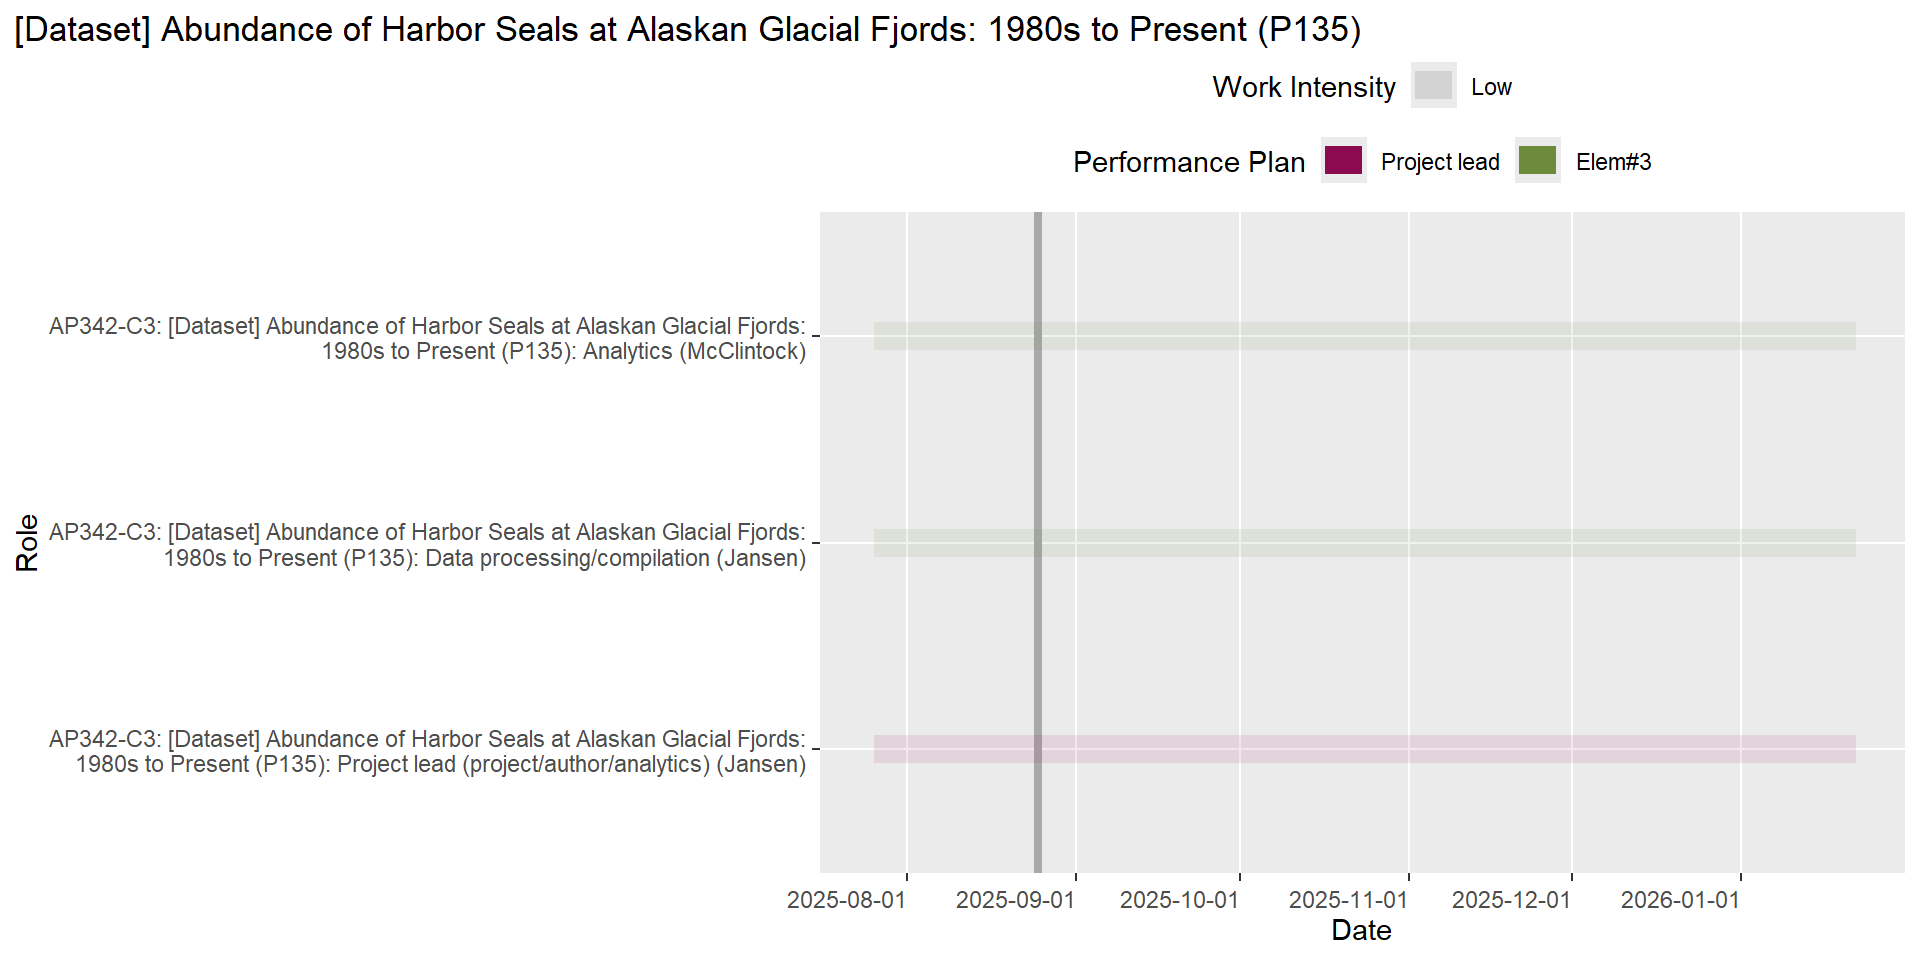 [Dataset] Abundance of Harbor Seals at Alaskan Glacial Fjords: 1980s to Present (P135)
Work Intensity Low
Performance Plan Project lead Elem#3
AP342-C3: [Dataset] Abundance of Harbor Seals at Alaskan Glacial Fjords:
1980s to Present (P135): Analytics (McClintock)
Role
AP342-C3: [Dataset] Abundance of Harbor Seals at Alaskan Glacial Fjords:
1980s to Present (P135): Data processing/compilation (Jansen)
AP342-C3: [Dataset] Abundance of Harbor Seals at Alaskan Glacial Fjords:
1980s to Present (P135): Project lead (project/author/analytics) (Jansen)
2025-08-01 2025-09-01 2025-10-01 2025-11-01 2025-12-01 2026-01-01
Date